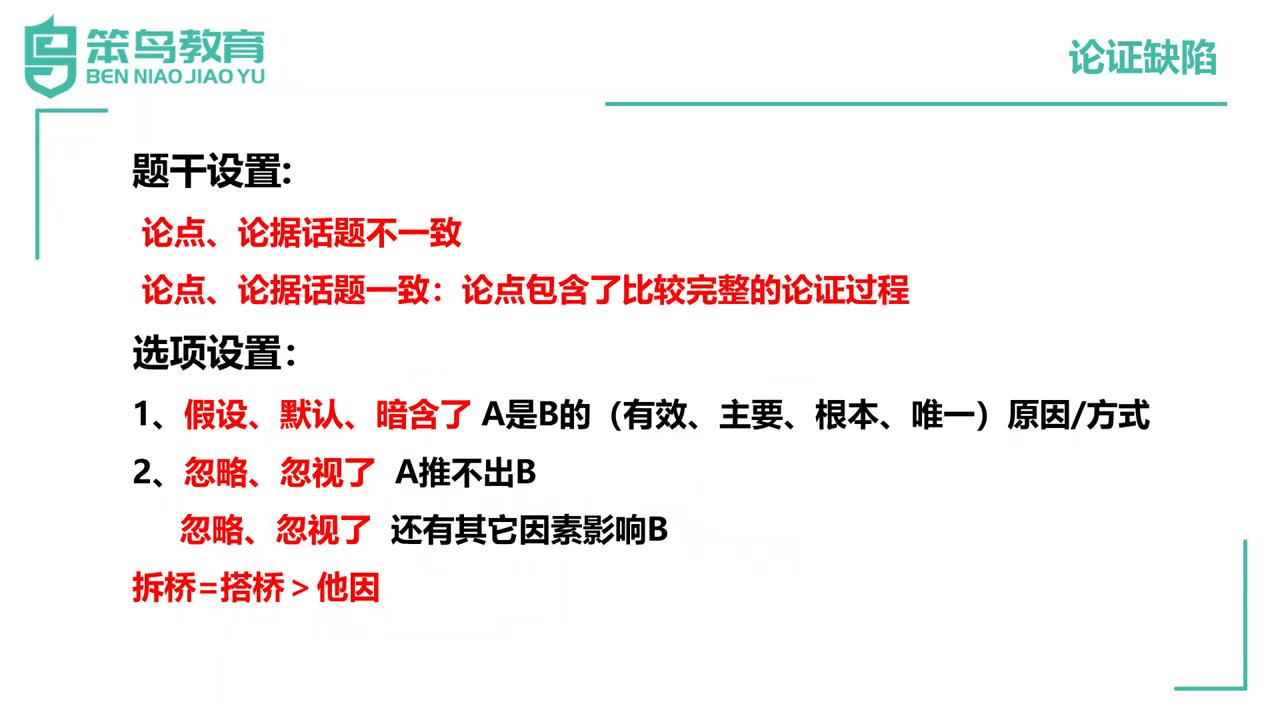 笨鸟教育
BEN NIAO JIAO YU
论证缺陷
题干设置:
论点、论据话题不一致
论点、论据话题一致：论点包含了比较完整的论证过程
选项设置：
1、假设、默认、暗含了 A是B的（有效、主要、根本、唯一）原因/方式
2、忽略、忽视了 A推不出B
忽略、忽视了 还有其它因素影响B
拆桥=搭桥＞他因